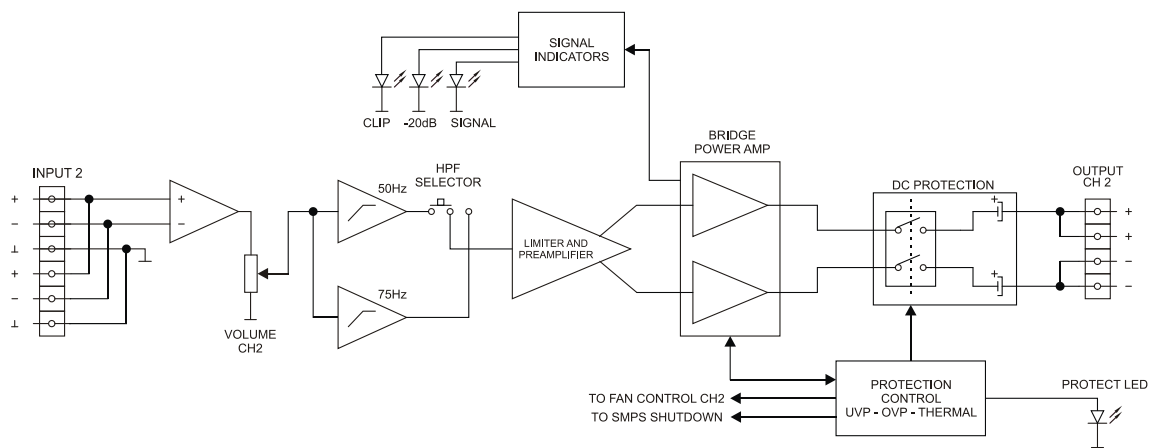 SIGNAL
INDICATORS
CLIP
-20dB
SIGNAL
BRIDGE
POWER AMP
INPUT 2
+
−
⊥
+
−
⊥
+
−
VOLUME
CH2
50Hz
75Hz
HPF
SELECTOR
LIMITER AND
PREAMPLIFIER
DC PROTECTION
+
+
OUTPUT
CH 2
+
+
−
−
PROTECTION
CONTROL
UVP - OVP - THERMAL
TO FAN CONTROL CH2
TO SMPS SHUTDOWN
PROTECT LED